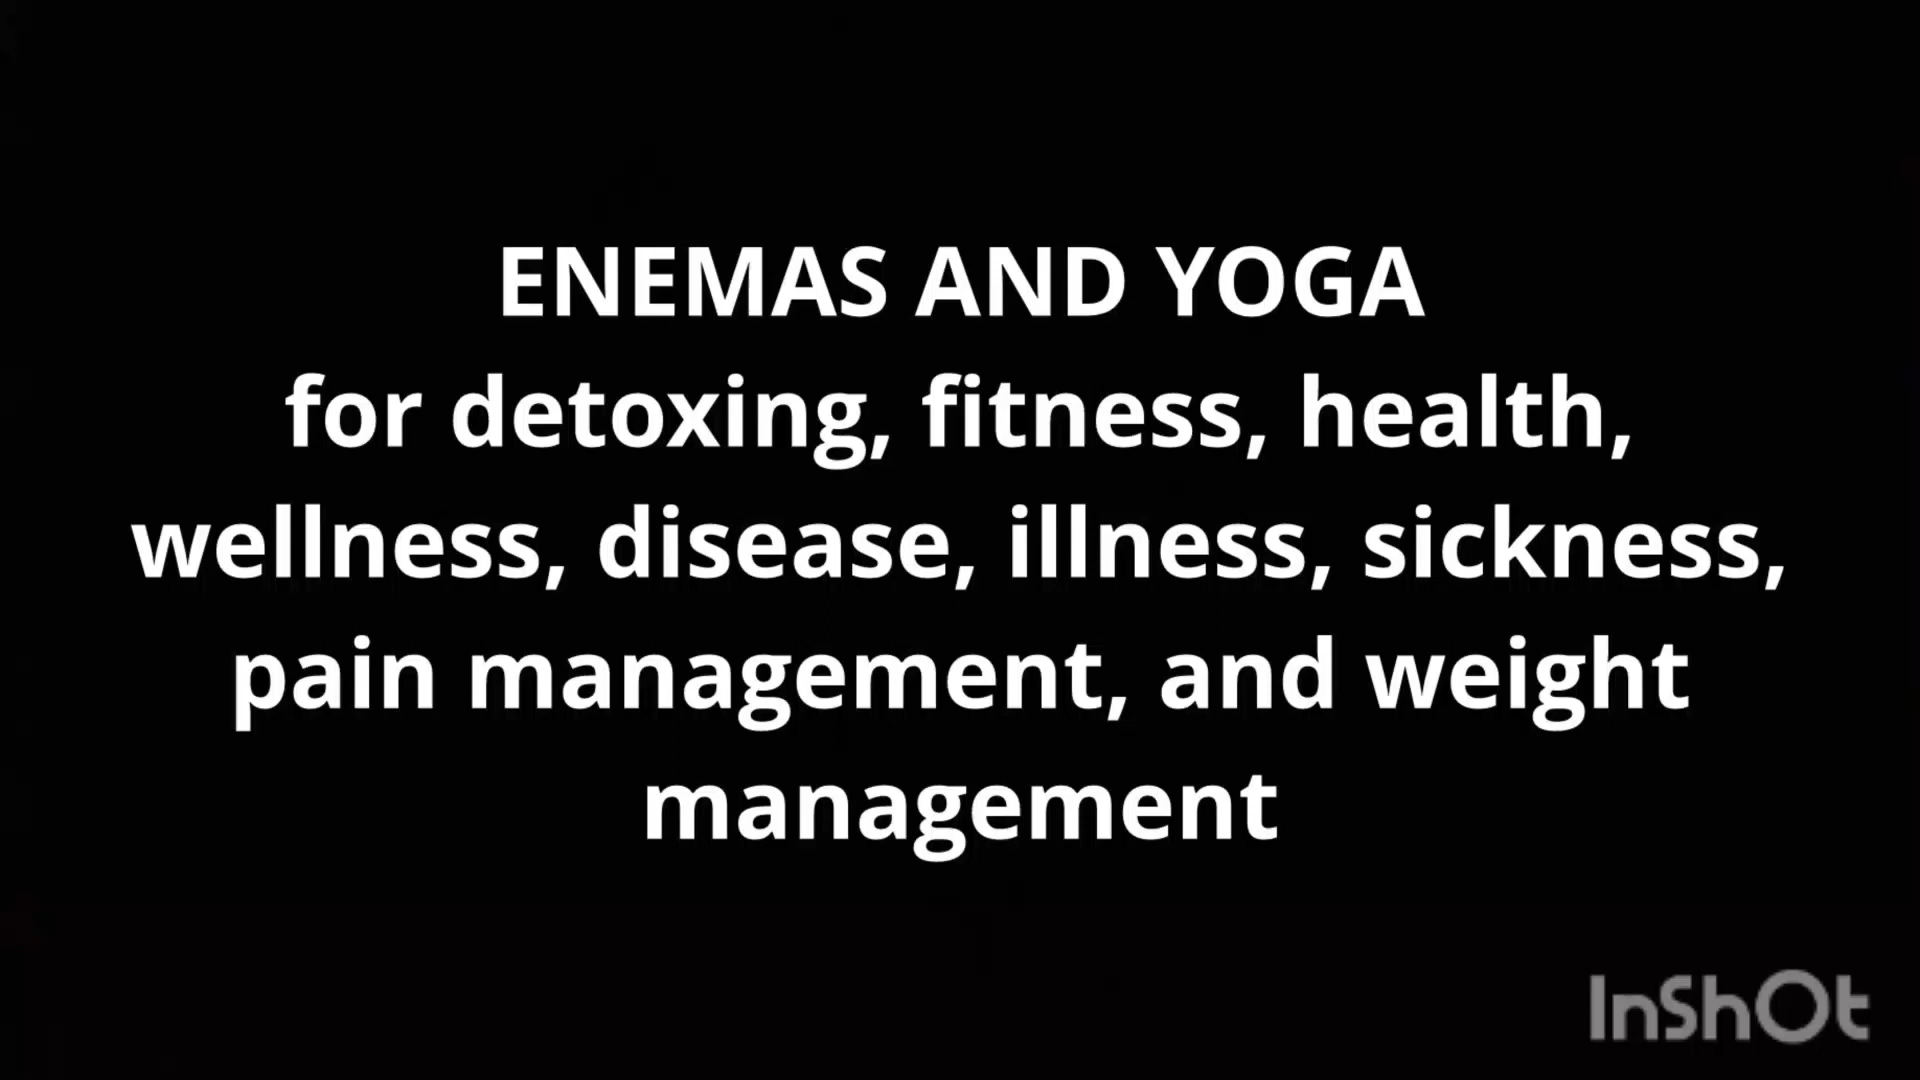 ENEMAS AND YOGA
for detoxing, fitness, health,
wellness, disease, illness, sickness,
pain management, and weight
management
InShOt